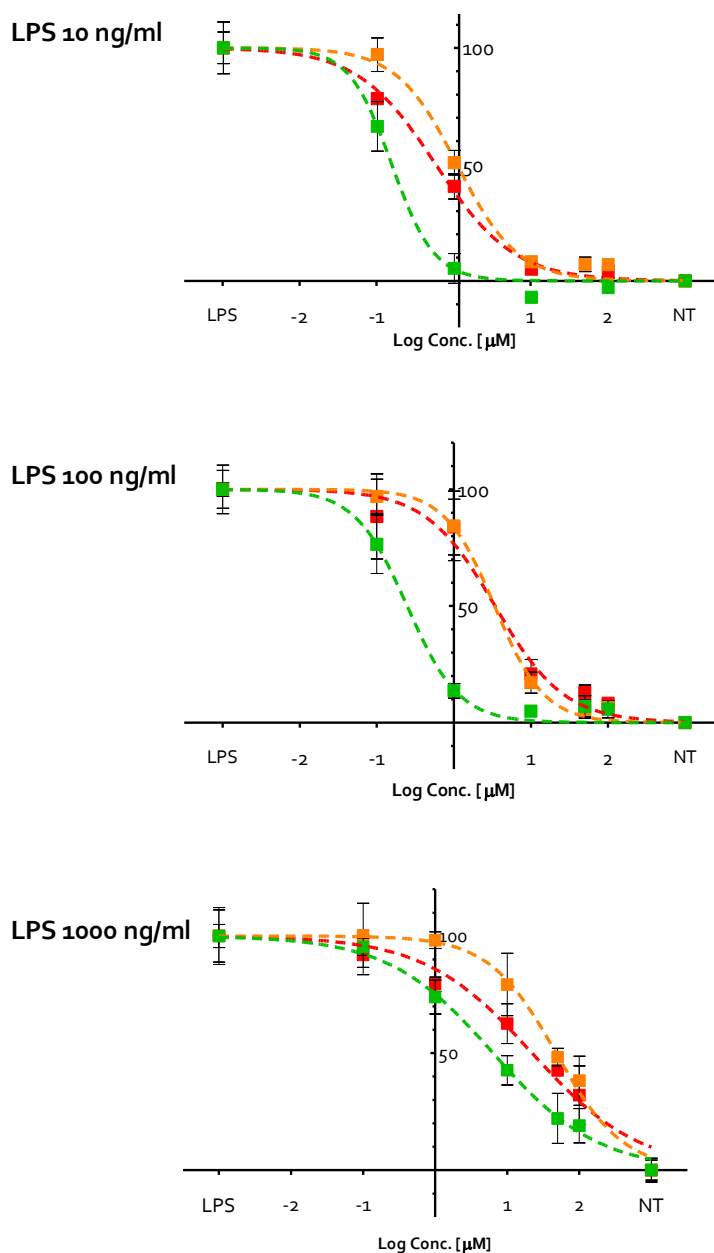 LPS 10 ng/ml
100
50
LPS -2 -1 1 2 NT
Log Conc. [μM]
LPS 100 ng/ml
100
50
LPS -2 -1 1 2 NT
Log Conc. [μM]
LPS 1000 ng/ml
100
50
LPS -2 -1 1 2 NT
Log Conc. [μM]